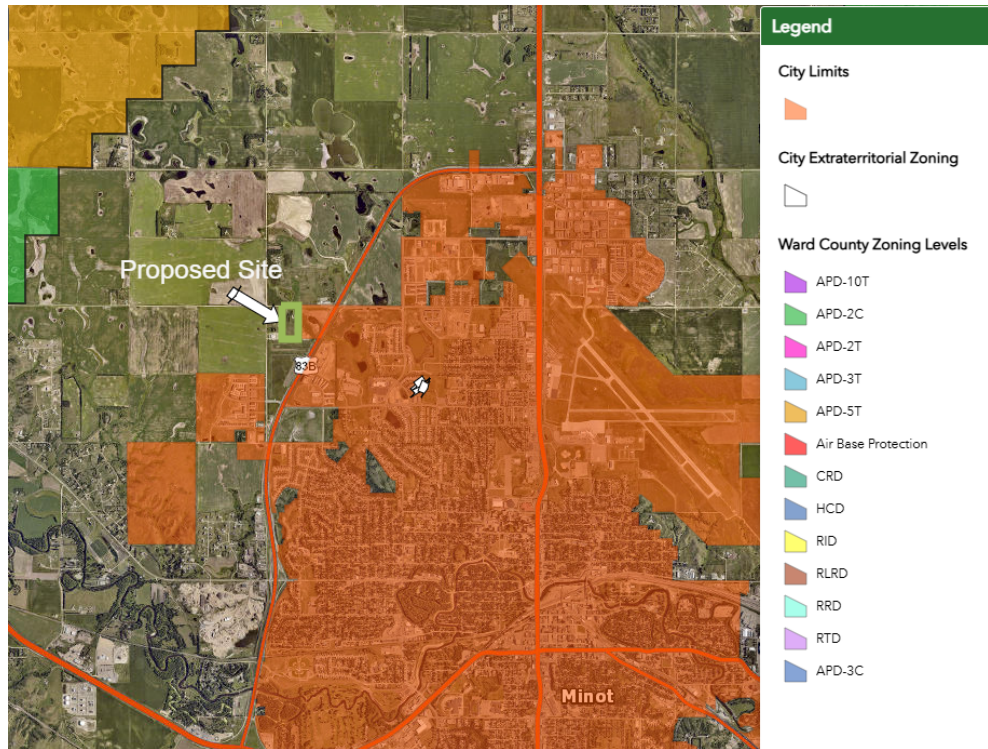 Proposed Site
83B
Minot
Legend
City Limits
City Extraterritorial Zoning
Ward County Zoning Levels
APD-10T
APD-2C
APD-2T
APD-3T
APD-5T
Air Base Protection
CRD
HCD
RID
RLRD
RRD
RTD
APD-3C